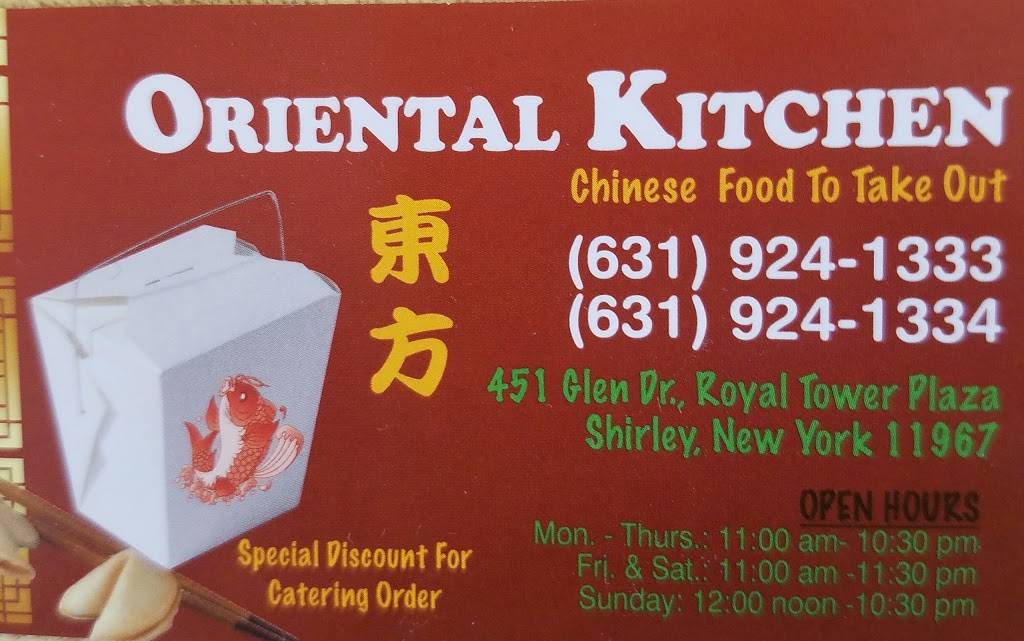 ORIENTAL KITCHEN
Chinese Food To Take Out
東方
(631) 924-1333
(631) 924-1334
451 Glen Dr., Royal Tower Plaza
Shirley, New York 11967
OPEN HOURS
Mon. - Thurs.: 11:00 am- 10:30 pm
Fri. & Sat.: 11:00 am -11:30 pm
Sunday: 12:00 noon -10:30 pm
Special Discount For
Catering Order